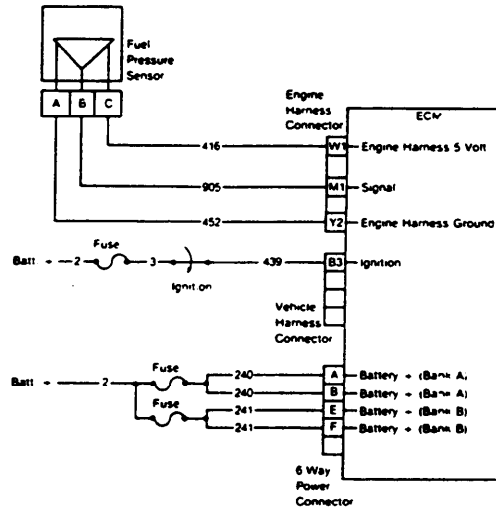 Fuel
Pressure
Sensor
A B C
Engine
Harness
Connector
ECM
416 W1 Engine Harness 5 Volt
905 M1 Signal
452 Y2 Engine Harness Ground
Fuse
Batt + 2 3 439 B3 Ignition
Ignition
Vehicle
Harness
Connector
240 A Battery + (Bank A)
Batt + 2 Fuse
240 B Battery + (Bank A)
Fuse 241 E Battery + (Bank B)
241 F Battery + (Bank B)
6 Way
Power
Connector